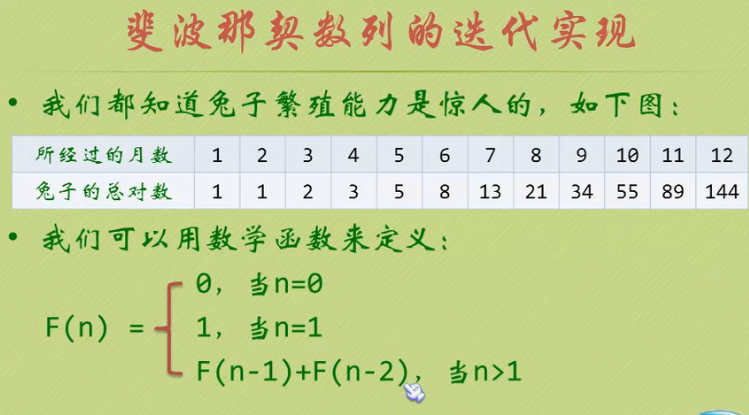 斐波那契数列的迭代实现
• 我们都知道兔子繁殖能力是惊人的，如下图：
所经过的月数 1 2 3 4 5 6 7 8 9 10 11 12
兔子的总对数 1 1 2 3 5 8 13 21 34 55 89 144
• 我们可以用数学函数来定义：
0, 当n=0
F(n) = 1, 当n=1
F(n-1)+F(n-2), 当n>1